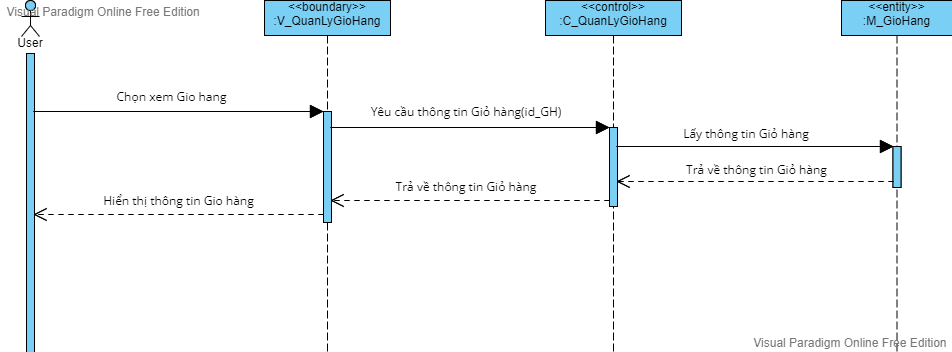 Visual Paradigm Online Free Edition
User
<<boundary>>
:V_QuanLyGioHang
<<control>>
:C_QuanLyGioHang
<<entity>>
:M_GioHang
Chọn xem Gio hang
Yêu cầu thông tin Giỏ hàng(id_GH)
Lấy thông tin Giỏ hàng
Trả về thông tin Giỏ hàng
Trả về thông tin Giỏ hàng
Hiển thị thông tin Gio hàng
Visual Paradigm Online Free Edition